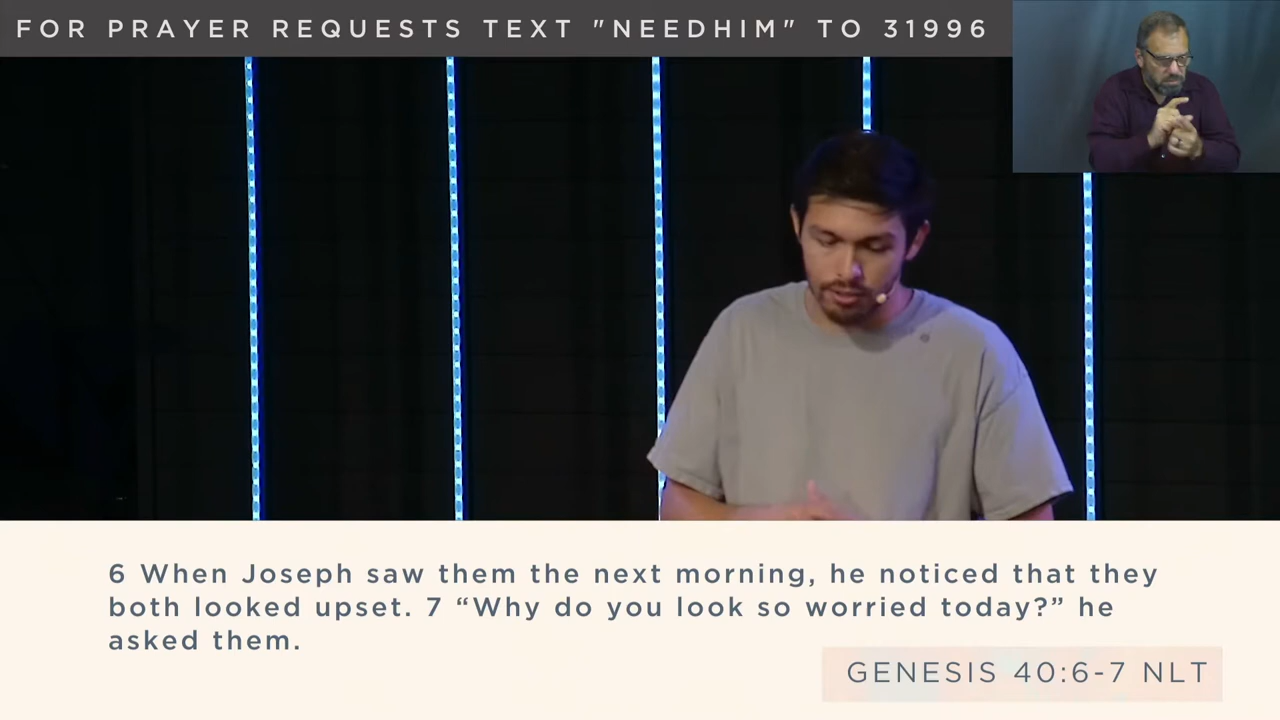 FOR PRAYER REQUESTS TEXT "NEEDHIM" TO 31996
6 When Joseph saw them the next morning, he noticed that they
both looked upset. 7 “Why do you look so worried today?” he
asked them.
GENESIS 40:6-7 NLT